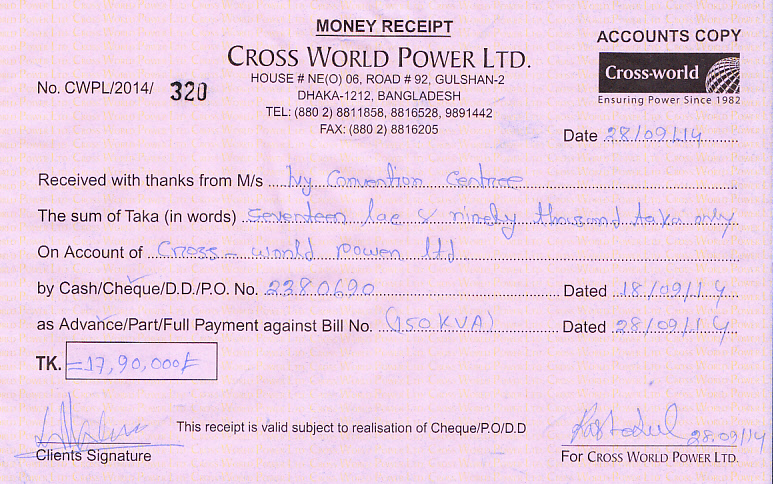 MONEY RECEIPT
ACCOUNTS COPY
CROSS WORLD POWER LTD.
HOUSE # NE(O) 06, ROAD # 92, GULSHAN-2
DHAKA-1212, BANGLADESH
TEL: (880 2) 8811858, 8816528, 9891442
FAX: (880 2) 8816205
Cross-world
Ensuring Power Since 1982
No. CWPL/2014/ 320
Date 28/09/14
Received with thanks from M/s Ivy Convention Centree
The sum of Taka (in words) Seventeen lac & ninety thousand taka only
On Account of Cross-world power ltd
by Cash/Cheque/D.D./P.O. No. 2380690 Dated 18/09/14
as Advance/Part/Full Payment against Bill No. (150 KVA) Dated 28/09/14
TK. =17,90,000/-
This receipt is valid subject to realisation of Cheque/P.O/D.D
28.09/14
Clients Signature
For CROSS WORLD POWER LTD.